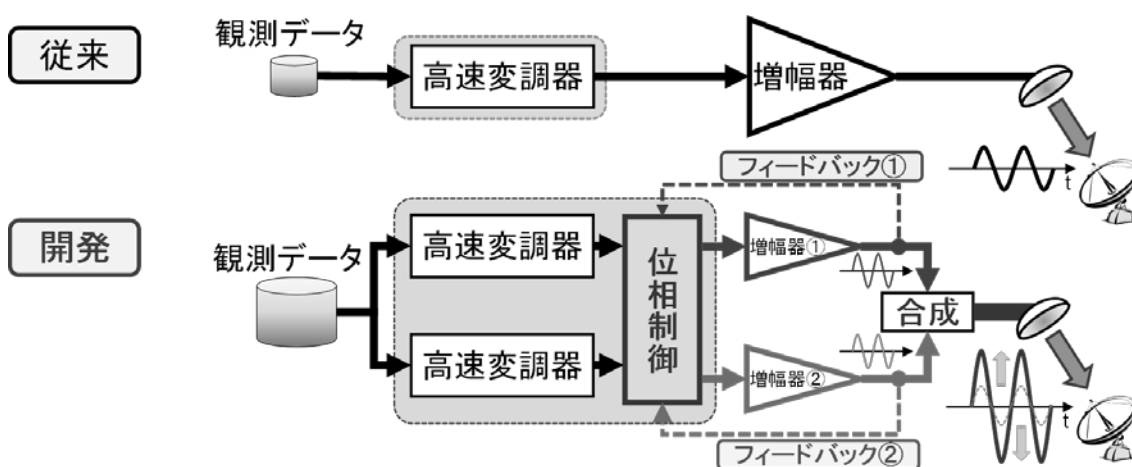 従来
観測データ
高速変調器
増幅器
t
フィードバック①
開発
観測データ
高速変調器
高速変調器
位相制御
増幅器①
増幅器②
合成
t
フィードバック②